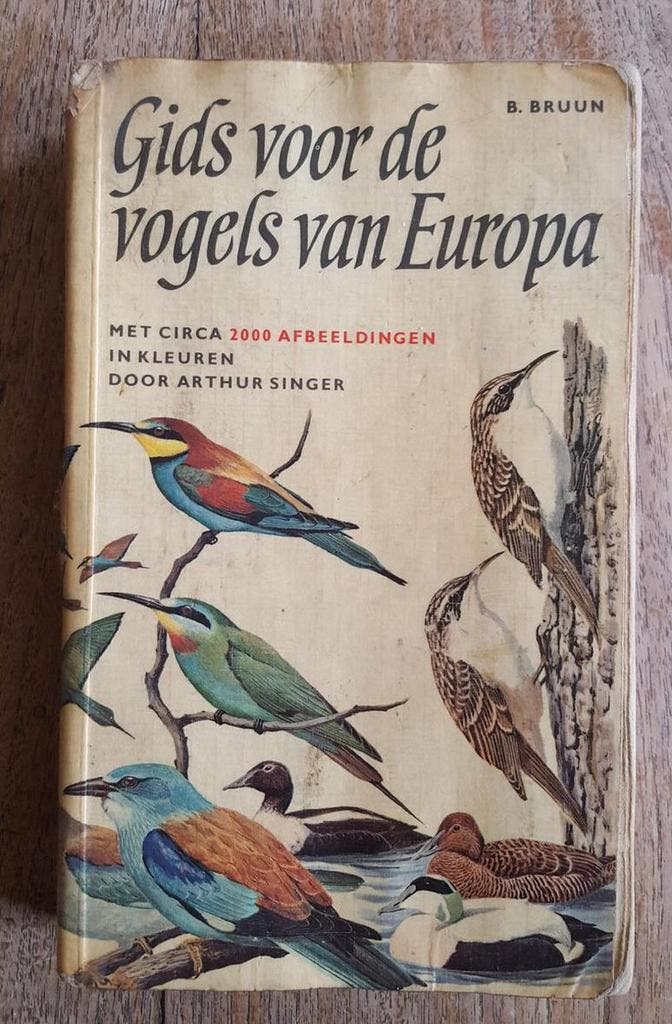 B. BRUUN
Gids voor de
vogels van Europa
MET CIRCA 2000 AFBEELDINGEN
IN KLEUREN
DOOR ARTHUR SINGER